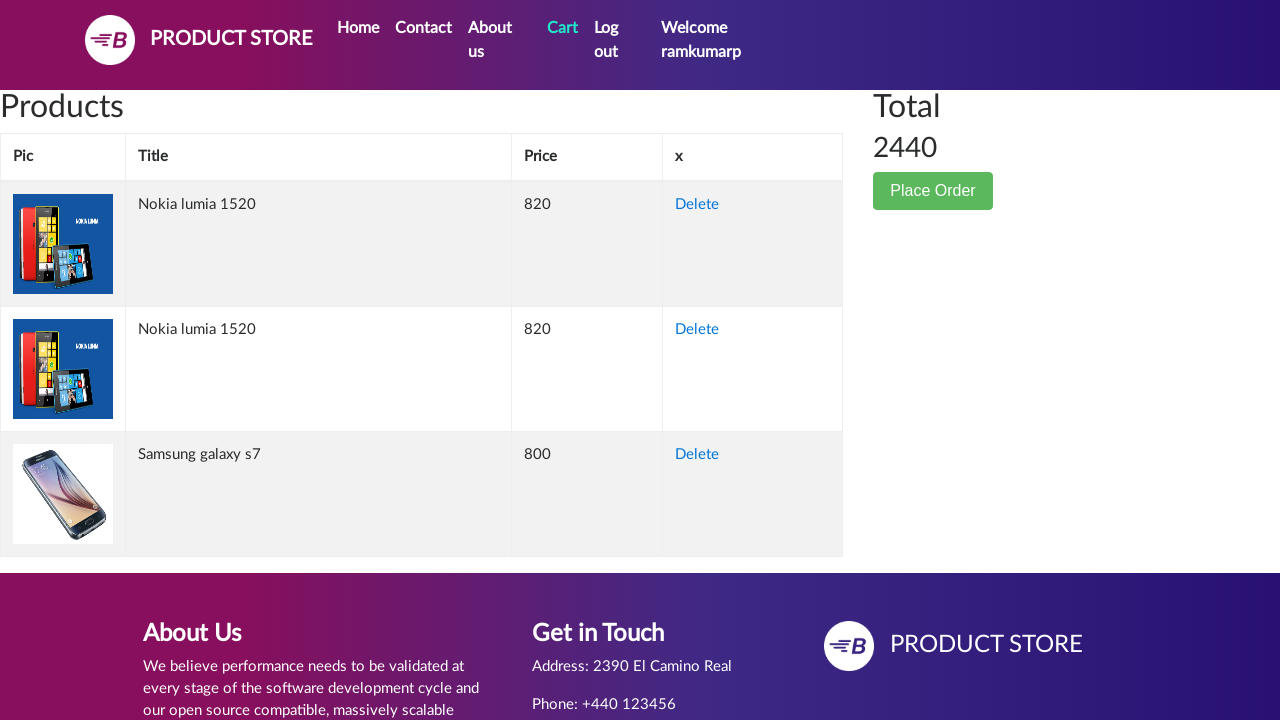 PRODUCT STORE
Home Contact About us Cart Log out Welcome ramkumarp
Products
Pic Title Price x
Nokia lumia 1520 820 Delete
Nokia lumia 1520 820 Delete
Samsung galaxy s7 800 Delete
Total
2440
Place Order
About Us
We believe performance needs to be validated at
every stage of the software development cycle and
our open source compatible, massively scalable
Get in Touch
Address: 2390 El Camino Real
Phone: +440 123456
PRODUCT STORE